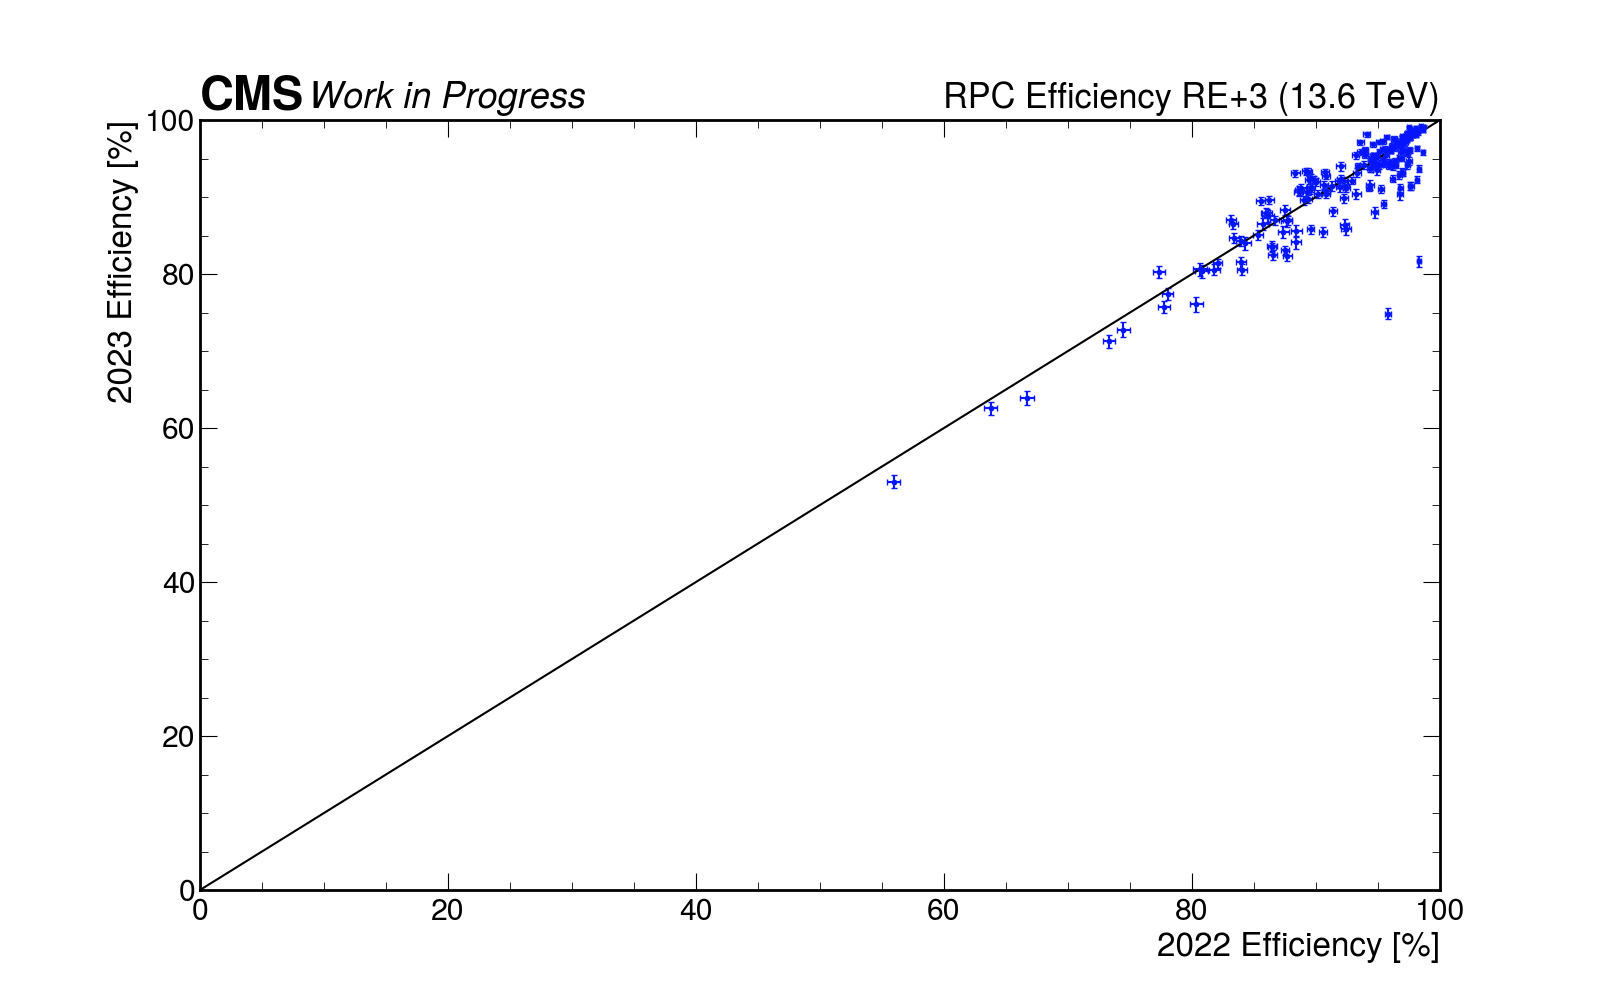 CMS Work in Progress
RPC Efficiency RE+3 (13.6 TeV)
2023 Efficiency [%]
100
80
60
40
20
0
0 20 40 60 80 100
2022 Efficiency [%]